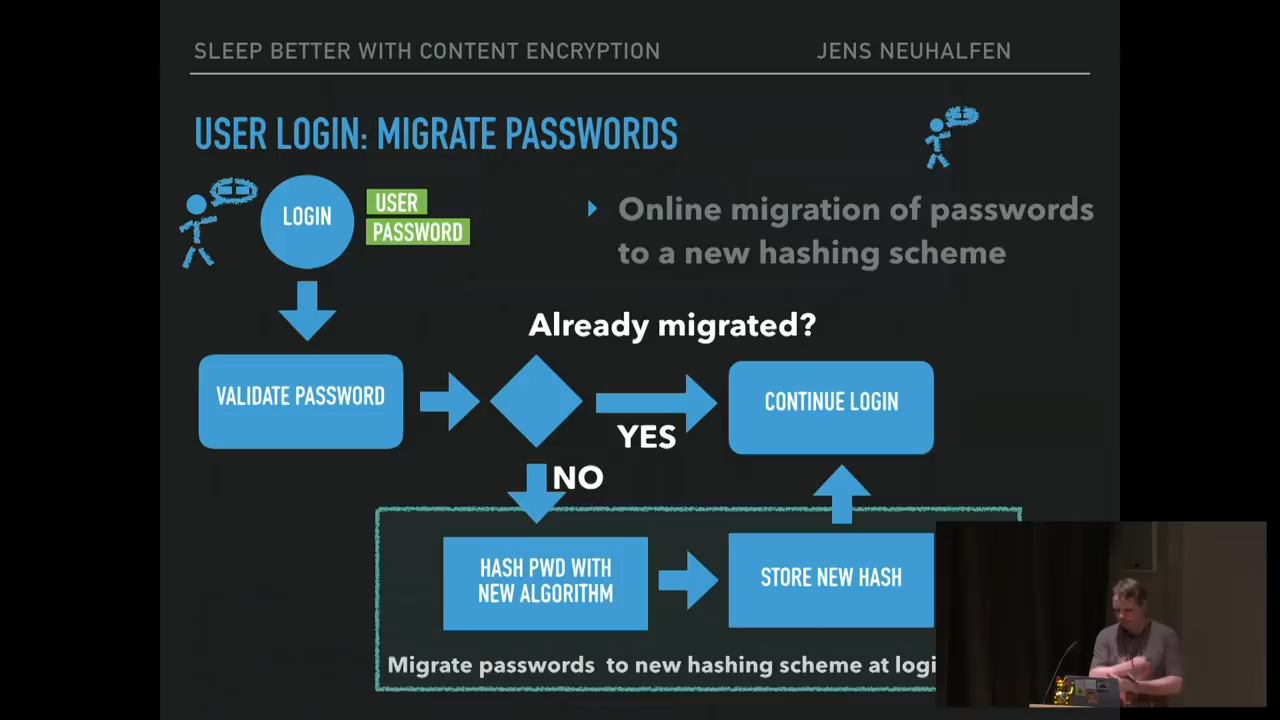 SLEEP BETTER WITH CONTENT ENCRYPTION
JENS NEUHALFEN
USER LOGIN: MIGRATE PASSWORDS
LOGIN
USER
PASSWORD
Online migration of passwords
to a new hashing scheme
Already migrated?
VALIDATE PASSWORD
YES
CONTINUE LOGIN
NO
HASH PWD WITH
NEW ALGORITHM
STORE NEW HASH
Migrate passwords to new hashing scheme at logi